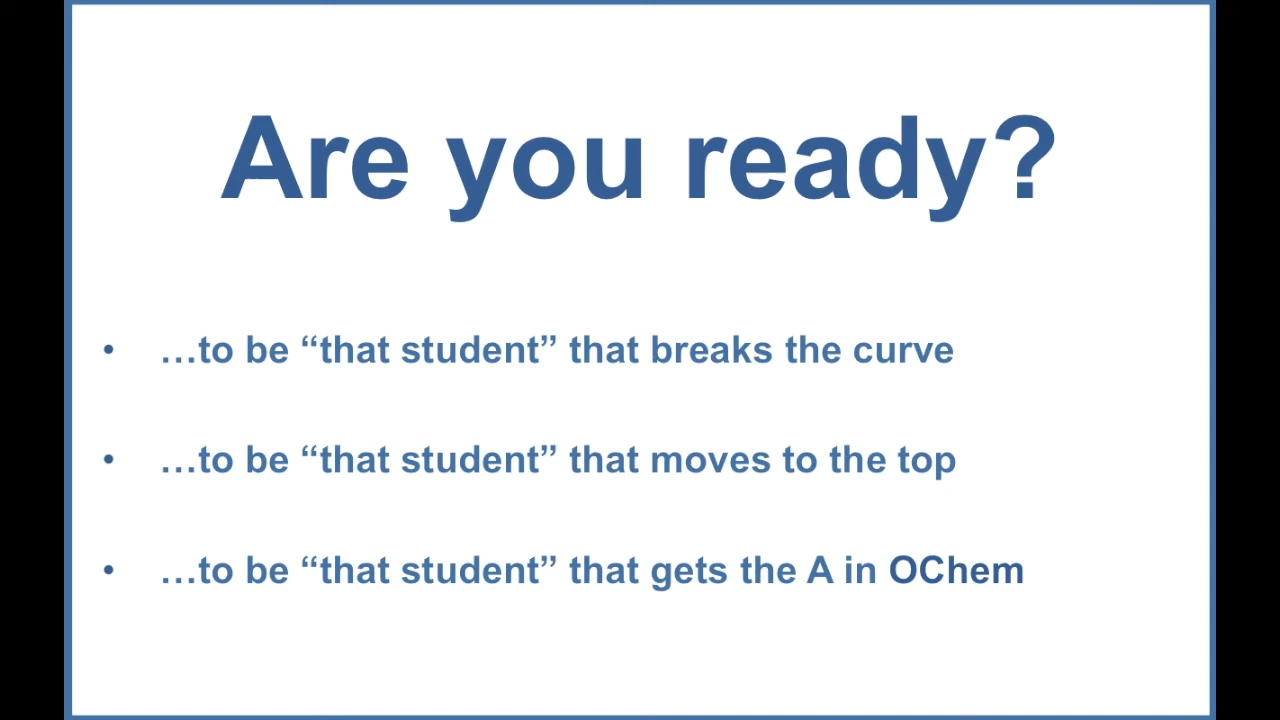 Are you ready?
• …to be “that student” that breaks the curve
• …to be “that student” that moves to the top
• …to be “that student” that gets the A in OChem